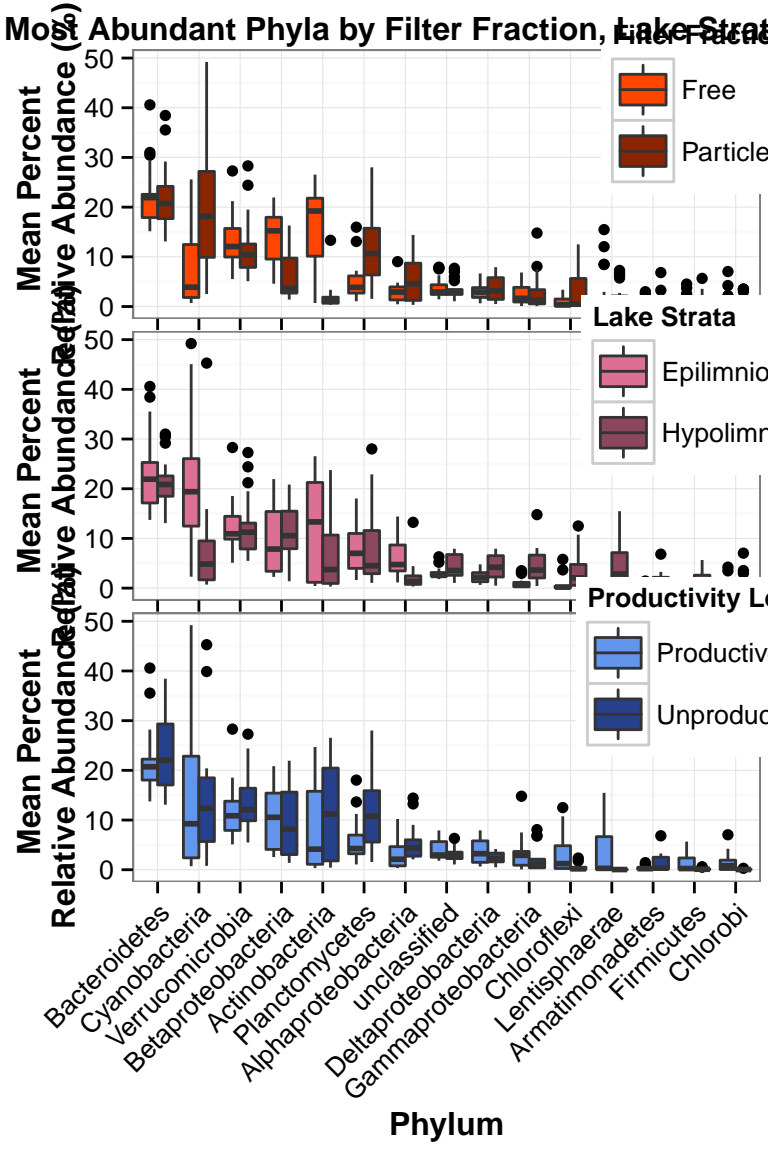 Most Abundant Phyla by Filter Fraction, Lake Strat
Free
Particle
Mean Percent
Relative Abundance (%)
50
40
30
20
10
0
Lake Strata
Epilimnio
Hypolimn
Mean Percent
Relative Abundance (%)
50
40
30
20
10
0
Productivity Le
Productiv
Unproduc
Mean Percent
Relative Abundance (%)
50
40
30
20
10
0
Bacteroidetes
Cyanobacteria
Verrucomicrobia
Betaproteobacteria
Actinobacteria
Planctomycetes
Alphaproteobacteria
unclassified
Deltaproteobacteria
Gammaproteobacteria
Chloroflexi
Lentisphaerae
Armatimonadetes
Firmicutes
Chlorobi
Phylum